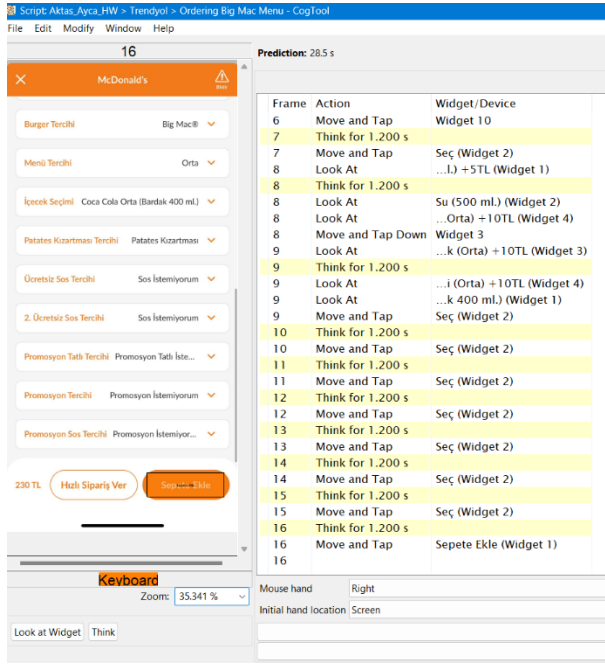 Script: Aktas_Ayca_HW > Trendyol > Ordering Big Mac Menu - CogTool
File Edit Modify Window Help
16
Prediction: 28.5 s
McDonald's
Burger Tercihi Big Mac®
Menü Tercihi Orta
İçecek Seçimi Coca Cola Orta (Bardak 400 ml.)
Patates Kızartması Tercihi Patates Kızartması
Ücretsiz Sos Tercihi Sos İstemiyorum
2. Ücretsiz Sos Tercihi Sos İstemiyorum
Promosyon Tatlı Tercihi Promosyon Tatlı İste...
Promosyon Tercihi Promosyon İstemiyorum
Promosyon Sos Tercihi Promosyon İstemiyor...
230 TL Hızlı Sipariş Ver Sepete Ekle
Keyboard
Zoom: 35.341 %
Look at Widget Think
Frame Action Widget/Device
6 Move and Tap Widget 10
7 Think for 1.200 s
7 Move and Tap Seç (Widget 2)
8 Look At ...l.) +5TL (Widget 1)
8 Think for 1.200 s
8 Look At Su (500 ml.) (Widget 2)
8 Look At ...Orta) +10TL (Widget 4)
8 Move and Tap Down Widget 3
9 Look At ...k (Orta) +10TL (Widget 3)
9 Think for 1.200 s
9 Look At ...i (Orta) +10TL (Widget 4)
9 Look At ...k 400 ml.) (Widget 1)
9 Move and Tap Seç (Widget 2)
10 Think for 1.200 s
10 Move and Tap Seç (Widget 2)
11 Think for 1.200 s
11 Move and Tap Seç (Widget 2)
12 Think for 1.200 s
12 Move and Tap Seç (Widget 2)
13 Think for 1.200 s
13 Move and Tap Seç (Widget 2)
14 Think for 1.200 s
14 Move and Tap Seç (Widget 2)
15 Think for 1.200 s
15 Move and Tap Seç (Widget 2)
16 Think for 1.200 s
16 Move and Tap Sepete Ekle (Widget 1)
16
Mouse hand Right
Initial hand location Screen